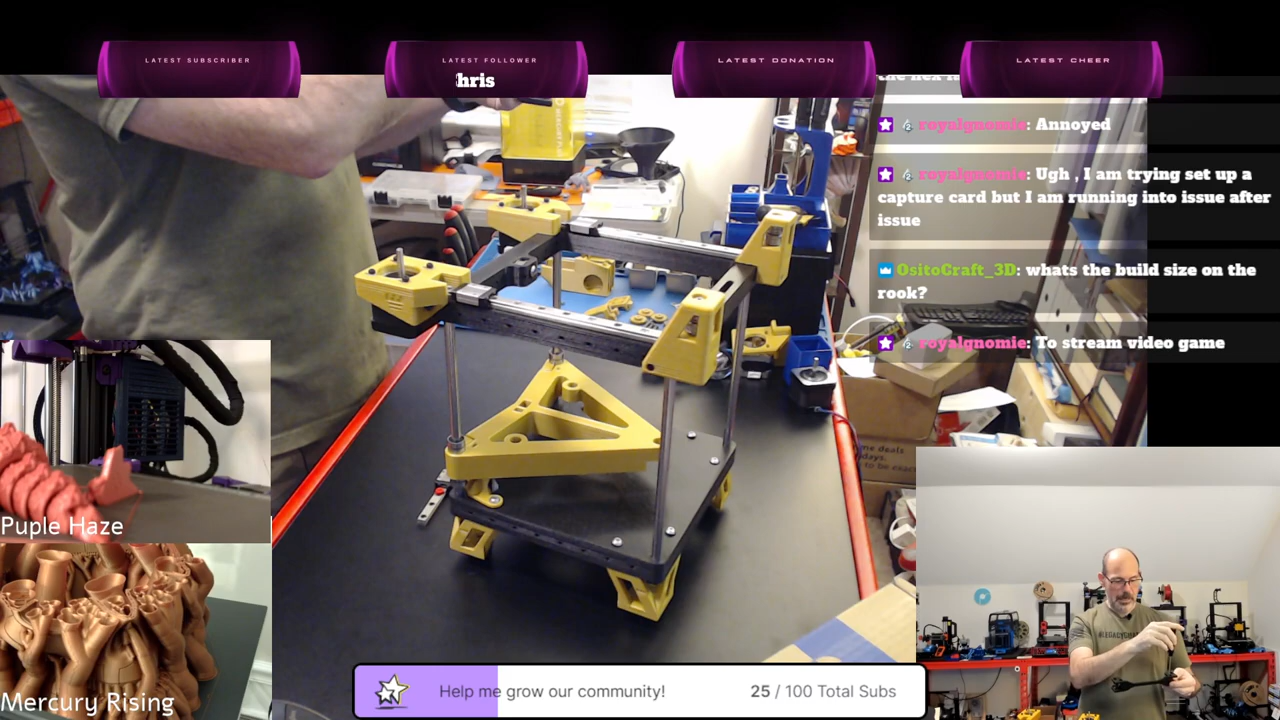 LATEST SUBSCRIBER
LATEST FOLLOWER
LATEST DONATION
LATEST CHEER
hris
royalgnomie: Annoyed
royalgnomie: Ugh , I am trying set up a
capture card but I am running into issue after
issue
OsitoCraft_3D: whats the build size on the
rook?
royalgnomie: To stream video game
Puple Haze
Mercury Rising
Help me grow our community!
25 / 100 Total Subs